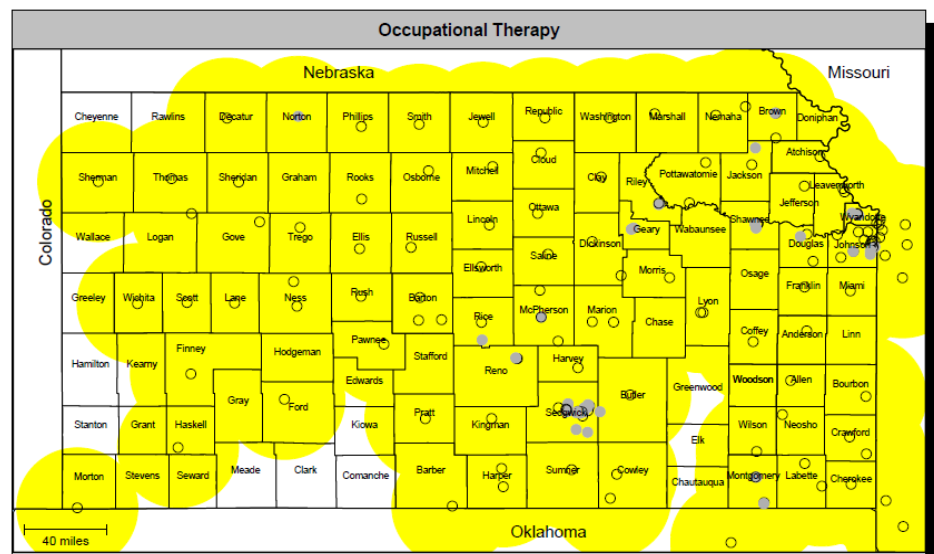 Occupational Therapy
Nebraska
Missouri
Cheyenne
Rawlins
Decatur
Norton
Phillips
Smith
Jewell
Republic
Washington
Marshall
Nemaha
Brown
Doniphan
Sherman
Thomas
Sheridan
Graham
Rooks
Osborne
Mitchell
Cloud
Clay
Riley
Pottawatomie
Jackson
Atchison
Jefferson
Leavenworth
Wyandotte
Colorado
Wallace
Logan
Gove
Trego
Ellis
Russell
Lincoln
Ottawa
Dickinson
Geary
Wabaunsee
Shawnee
Douglas
Johnson
Ellsworth
Saline
Morris
Osage
Greeley
Wichita
Scott
Lane
Ness
Rush
Barton
Rice
McPherson
Marion
Chase
Lyon
Franklin
Miami
Hamilton
Kearny
Finney
Hodgeman
Pawnee
Stafford
Coffey
Anderson
Linn
Reno
Harvey
Edwards
Gray
Ford
Greenwood
Woodson
Allen
Bourbon
Stanton
Grant
Haskell
Kiowa
Pratt
Kingman
Sedgwick
Butler
Elk
Wilson
Neosho
Crawford
Morton
Stevens
Seward
Meade
Clark
Comanche
Barber
Harper
Sumner
Cowley
Chautauqua
Montgomery
Labette
Cherokee
40 miles
Oklahoma